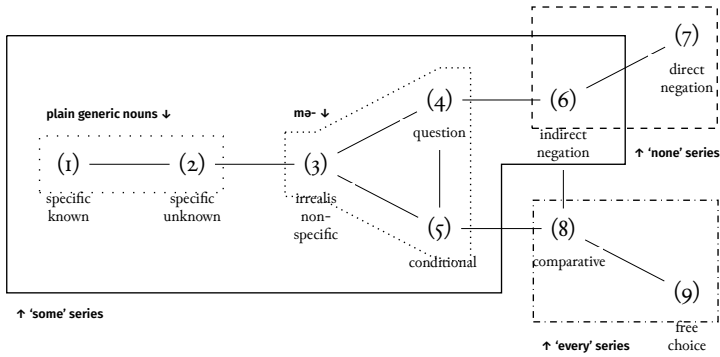 (7)
direct
negation
plain generic nouns ↓
mə- ↓
(4)
question
(6)
indirect
negation
↑ 'none' series
(1)
specific
known
(2)
specific
unknown
(3)
irrealis
non-
specific
(5)
conditional
(8)
comparative
(9)
free
choice
↑ 'some' series
↑ 'every' series